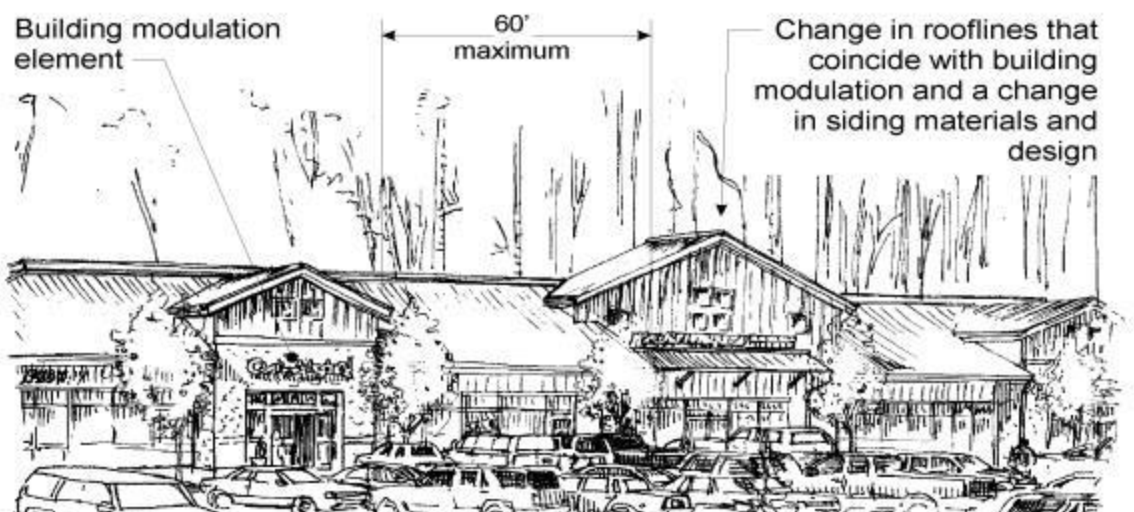 Building modulation
element
60'
maximum
Change in rooflines that
coincide with building
modulation and a change
in siding materials and
design